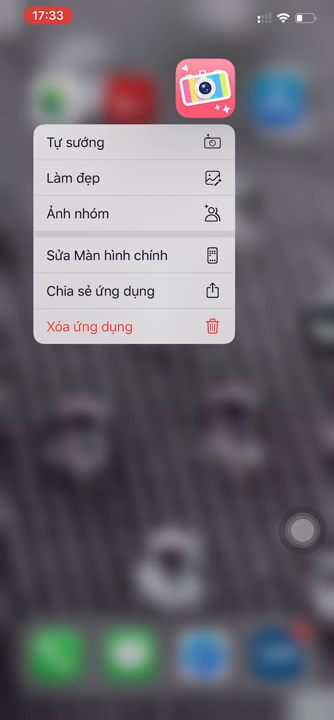 17:33
Tự sướng
Làm đẹp
Ảnh nhóm
Sửa Màn hình chính
Chia sẻ ứng dụng
Xóa ứng dụng